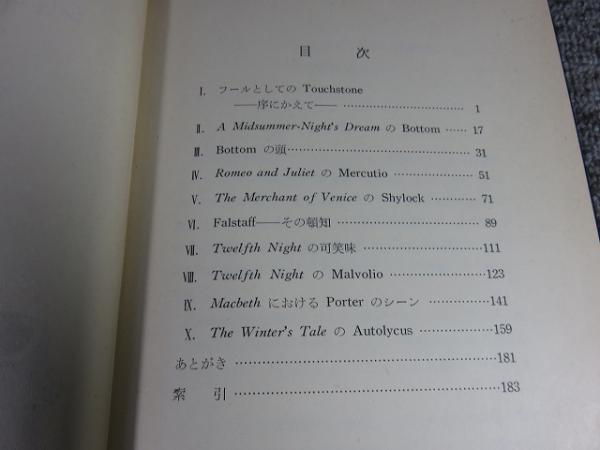 目　次
Ⅰ. フールとしての Touchstone
——序にかえて—— ……………………………… 1
Ⅱ. A Midsummer-Night's Dream の Bottom …… 17
Ⅲ. Bottom の頭……………………………………… 31
Ⅳ. Romeo and Juliet の Mercutio ……………… 51
Ⅴ. The Merchant of Venice の Shylock………… 71
Ⅵ. Falstaff——その頓知 ………………………… 89
Ⅶ. Twelfth Night の可笑味 ………………………111
Ⅷ. Twelfth Night の Malvolio ……………………123
Ⅸ. Macbeth における Porter のシーン ……………141
Ⅹ. The Winter's Tale の Autolycus ………………159
あとがき ……………………………………………181
索　引………………………………………………183